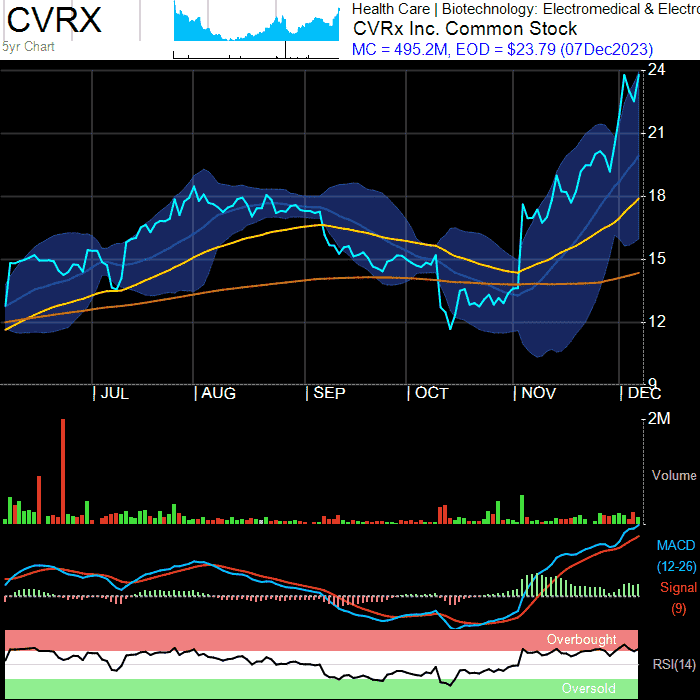 CVRX
5yr Chart
Health Care | Biotechnology: Electromedical & Electro
CVRx Inc. Common Stock
MC = 495.2M, EOD = $23.79 (07Dec2023)
24
21
18
15
12
9
JUL AUG SEP OCT NOV DEC
2M
Volume
MACD
(12-26)
Signal
(9)
Overbought
RSI(14)
Oversold